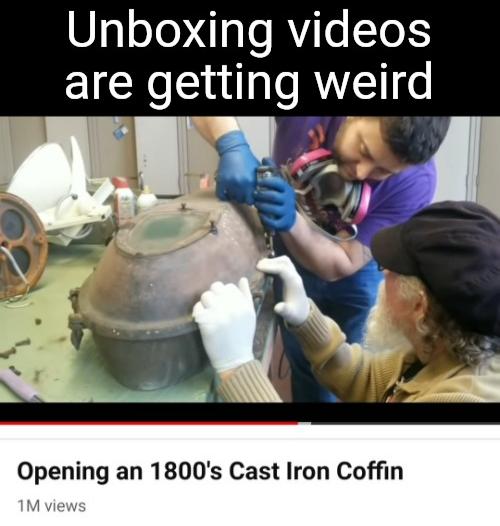 Unboxing videos
are getting weird
Opening an 1800's Cast Iron Coffin
1M views